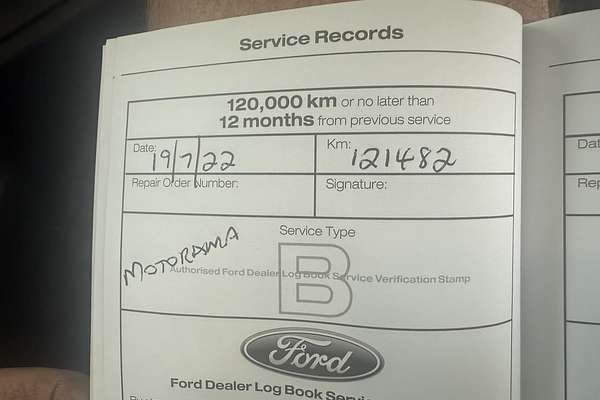 Service Records
120,000 km or no later than
12 months from previous service
Date: 19/7/22
Km: 121482
Repair Order Number:
Signature:
Service Type
B
MOTORAMA
Authorised Ford Dealer Log Book Service Verification Stamp
Ford
Ford Dealer Log Book
Dat
Rep